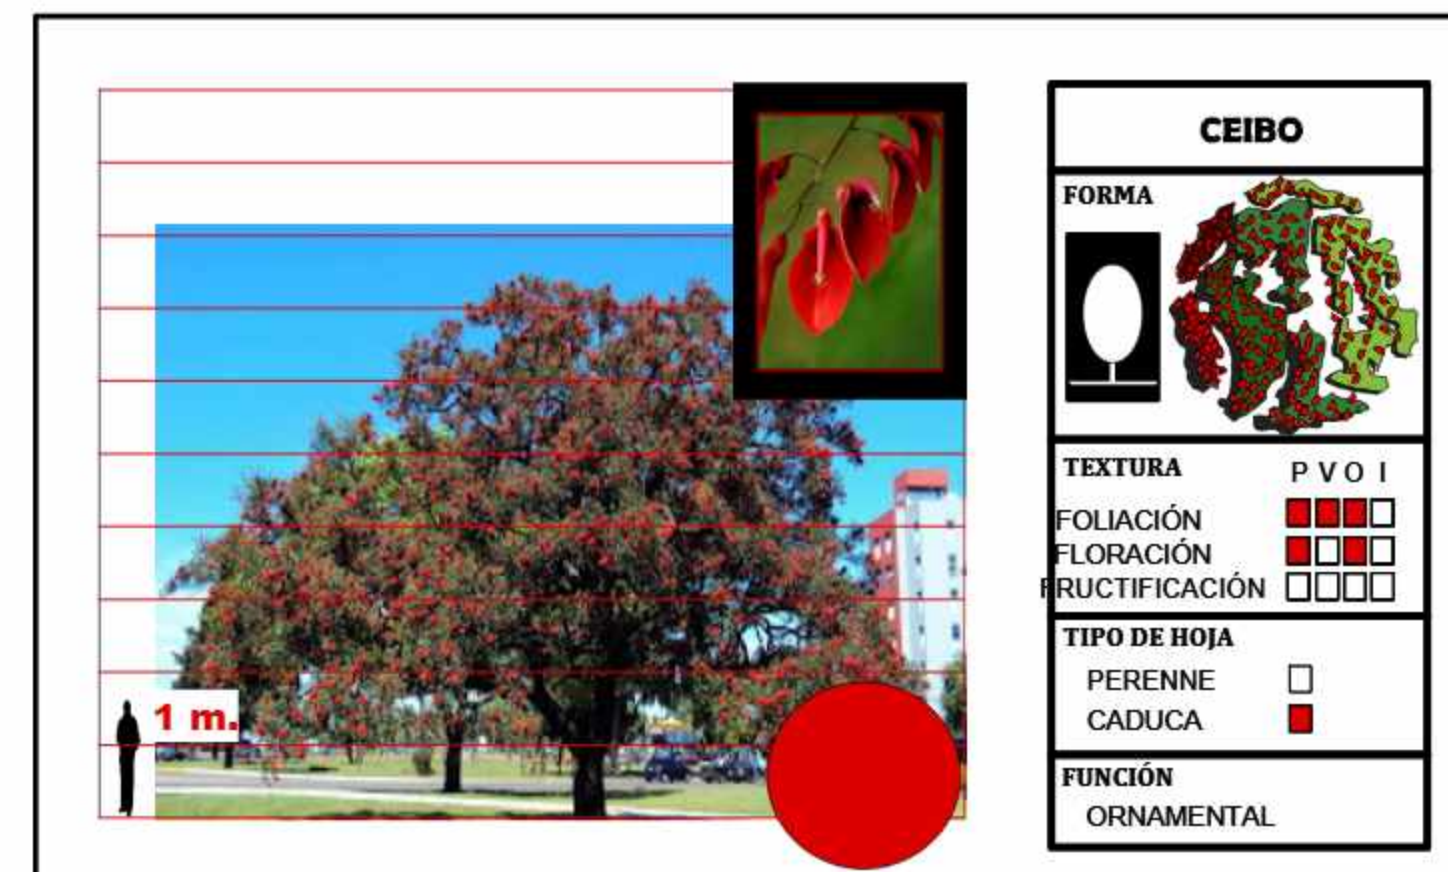 1 m.
CEIBO
FORMA
TEXTURA P V O I
FOLIACIÓN
FLORACIÓN
FRUCTIFICACIÓN
TIPO DE HOJA
PERENNE
CADUCA
FUNCIÓN
ORNAMENTAL